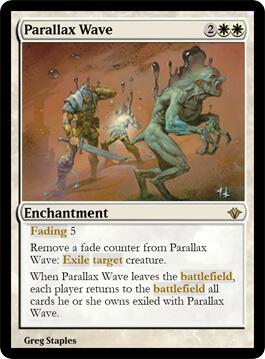 Parallax Wave 2
Enchantment
Fading 5
Remove a fade counter from Parallax
Wave: Exile target creature.
When Parallax Wave leaves the battlefield,
each player returns to the battlefield all
cards he or she owns exiled with Parallax
Wave.
Greg Staples